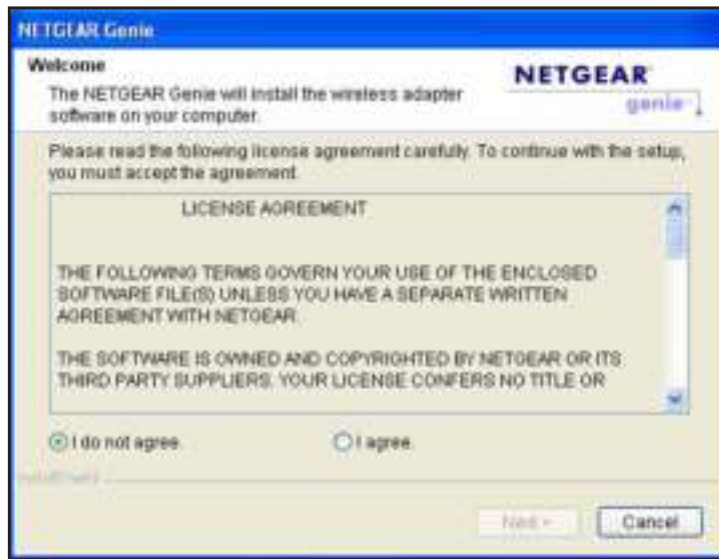 NETGEAR Genie
Welcome
The NETGEAR Genie will install the wireless adapter
software on your computer.
NETGEAR
genie
Please read the following license agreement carefully. To continue with the setup,
you must accept the agreement.
LICENSE AGREEMENT
THE FOLLOWING TERMS GOVERN YOUR USE OF THE ENCLOSED
SOFTWARE FILE(S) UNLESS YOU HAVE A SEPARATE WRITTEN
AGREEMENT WITH NETGEAR.
THE SOFTWARE IS OWNED AND COPYRIGHTED BY NETGEAR OR ITS
THIRD PARTY SUPPLIERS. YOUR LICENSE CONFERS NO TITLE OR
I do not agree. I agree.
InstallShield
Next > Cancel